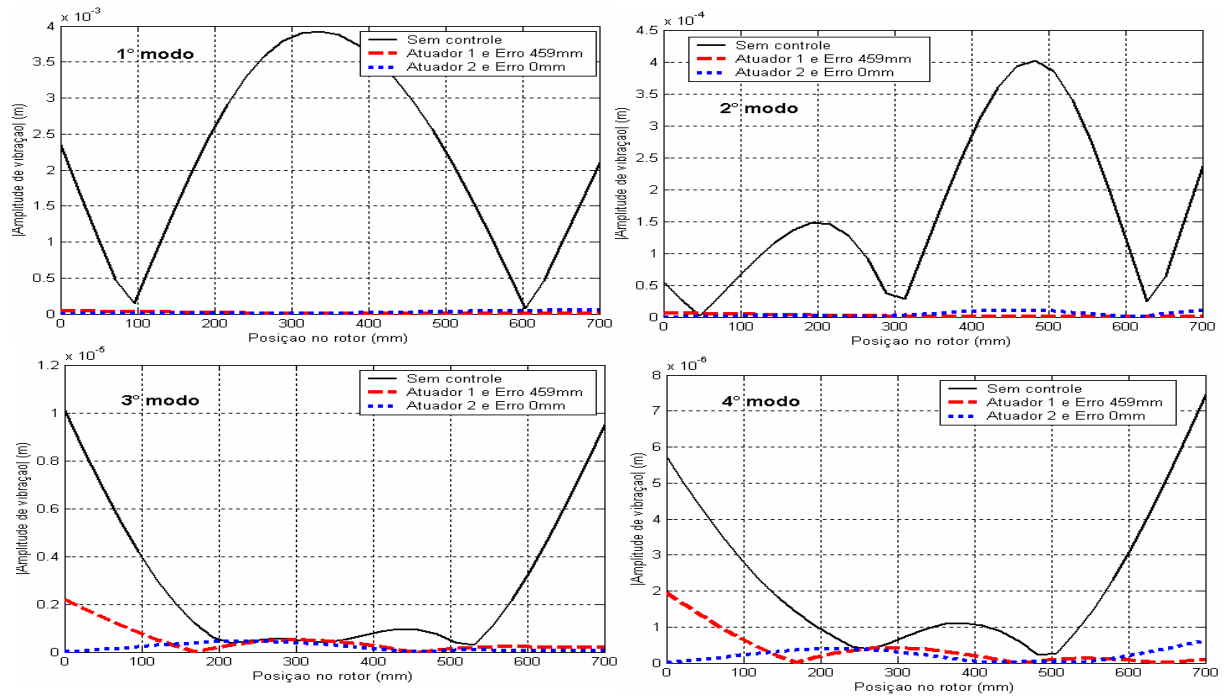 x 10⁻³
4
3.5
3
2.5
2
1.5
1
0.5
0
|Amplitude de vibraçao| (m)
1° modo
Sem controle
Atuador 1 e Erro 459mm
Atuador 2 e Erro 0mm
0 100 200 300 400 500 600 700
Posiçao no rotor (mm)
x 10⁻⁴
4.5
4
3.5
3
2.5
2
1.5
1
0.5
0
|Amplitude de vibraçao| (m)
Sem controle
Atuador 1 e Erro 459mm
Atuador 2 e Erro 0mm
2° modo
0 100 200 300 400 500 600 700
Posiçao no rotor (mm)
x 10⁻⁵
1.2
1
0.8
0.6
0.4
0.2
0
|Amplitude de vibraçao| (m)
3° modo
Sem controle
Atuador 1 e Erro 459mm
Atuador 2 e Erro 0mm
0 100 200 300 400 500 600 700
Posiçao no rotor (mm)
x 10⁻⁶
8
7
6
5
4
3
2
1
0
|Amplitude de vibraçao| (m)
4° modo
Sem controle
Atuador 1 e Erro 459mm
Atuador 2 e Erro 0mm
0 100 200 300 400 500 600 700
Posiçao no rotor (mm)